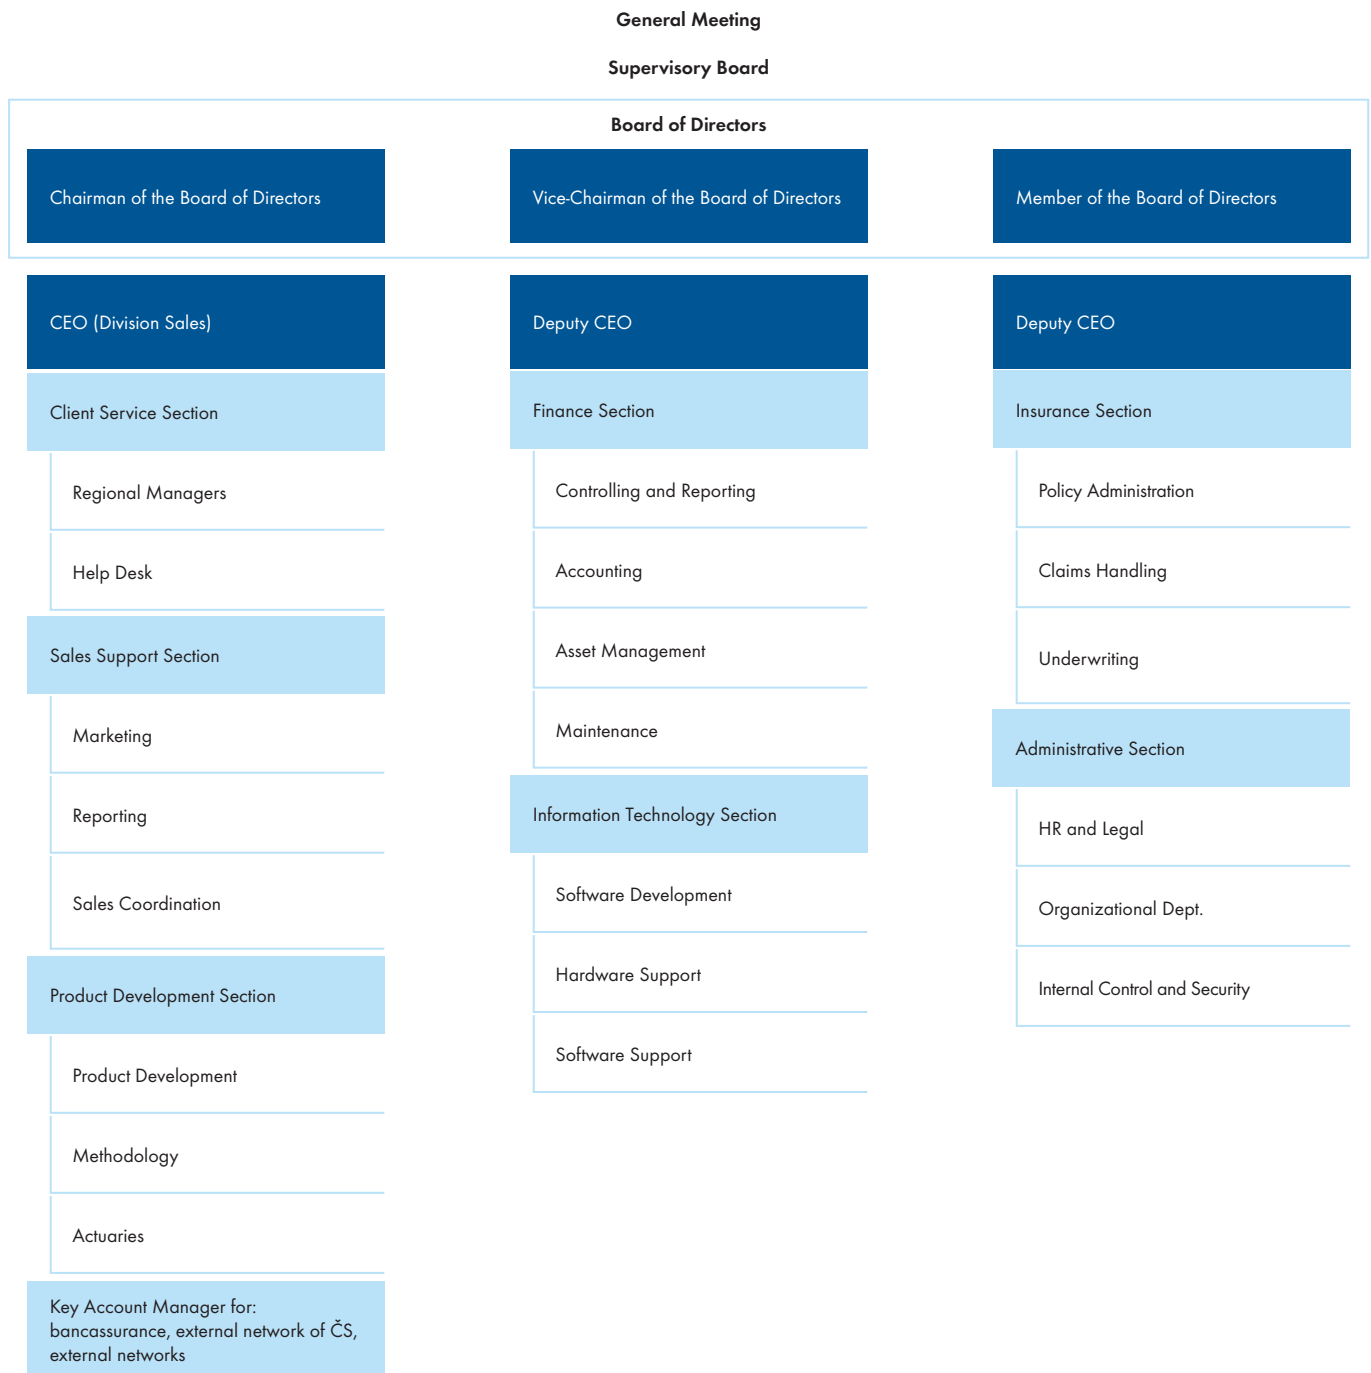 General Meeting
Supervisory Board
Board of Directors
Chairman of the Board of Directors
Vice-Chairman of the Board of Directors
Member of the Board of Directors
CEO (Division Sales)
Client Service Section
Regional Managers
Help Desk
Sales Support Section
Marketing
Reporting
Sales Coordination
Product Development Section
Product Development
Methodology
Actuaries
Key Account Manager for:
bancassurance, external network of ČS,
external networks
Deputy CEO
Finance Section
Controlling and Reporting
Accounting
Asset Management
Maintenance
Information Technology Section
Software Development
Hardware Support
Software Support
Deputy CEO
Insurance Section
Policy Administration
Claims Handling
Underwriting
Administrative Section
HR and Legal
Organizational Dept.
Internal Control and Security